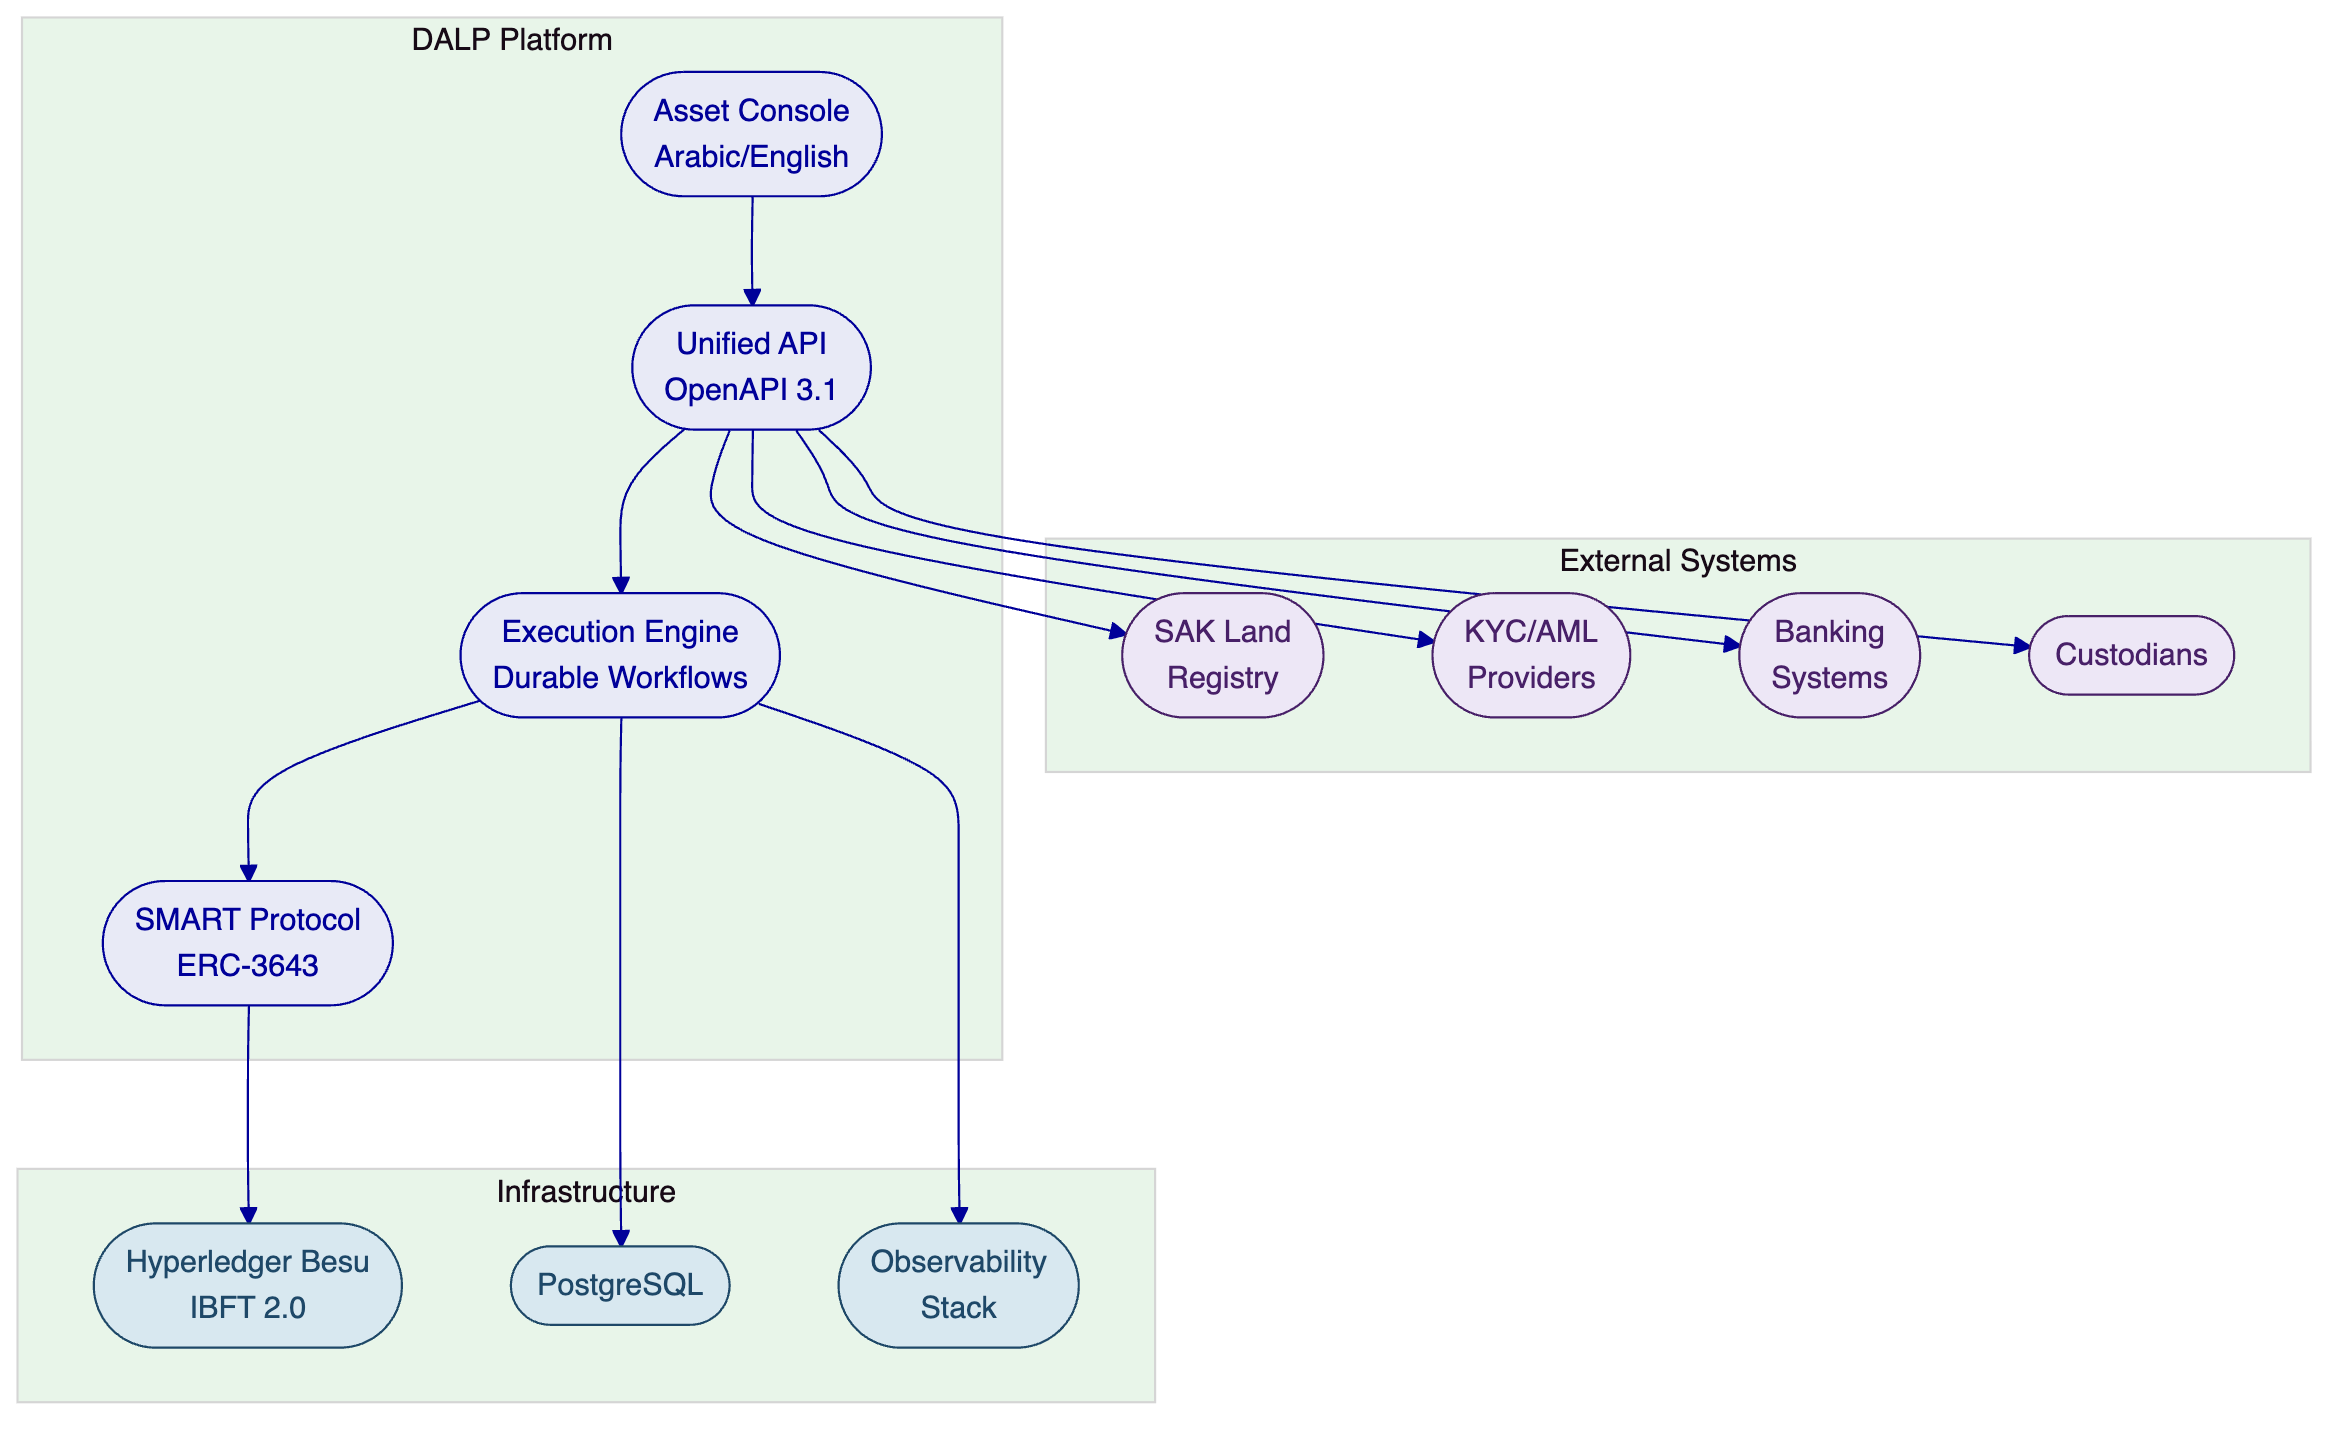 DALP Platform
Asset Console
Arabic/English
Unified API
OpenAPI 3.1
Execution Engine
Durable Workflows
SMART Protocol
ERC-3643
External Systems
SAK Land
Registry
KYC/AML
Providers
Banking
Systems
Custodians
Infrastructure
Hyperledger Besu
IBFT 2.0
PostgreSQL
Observability
Stack